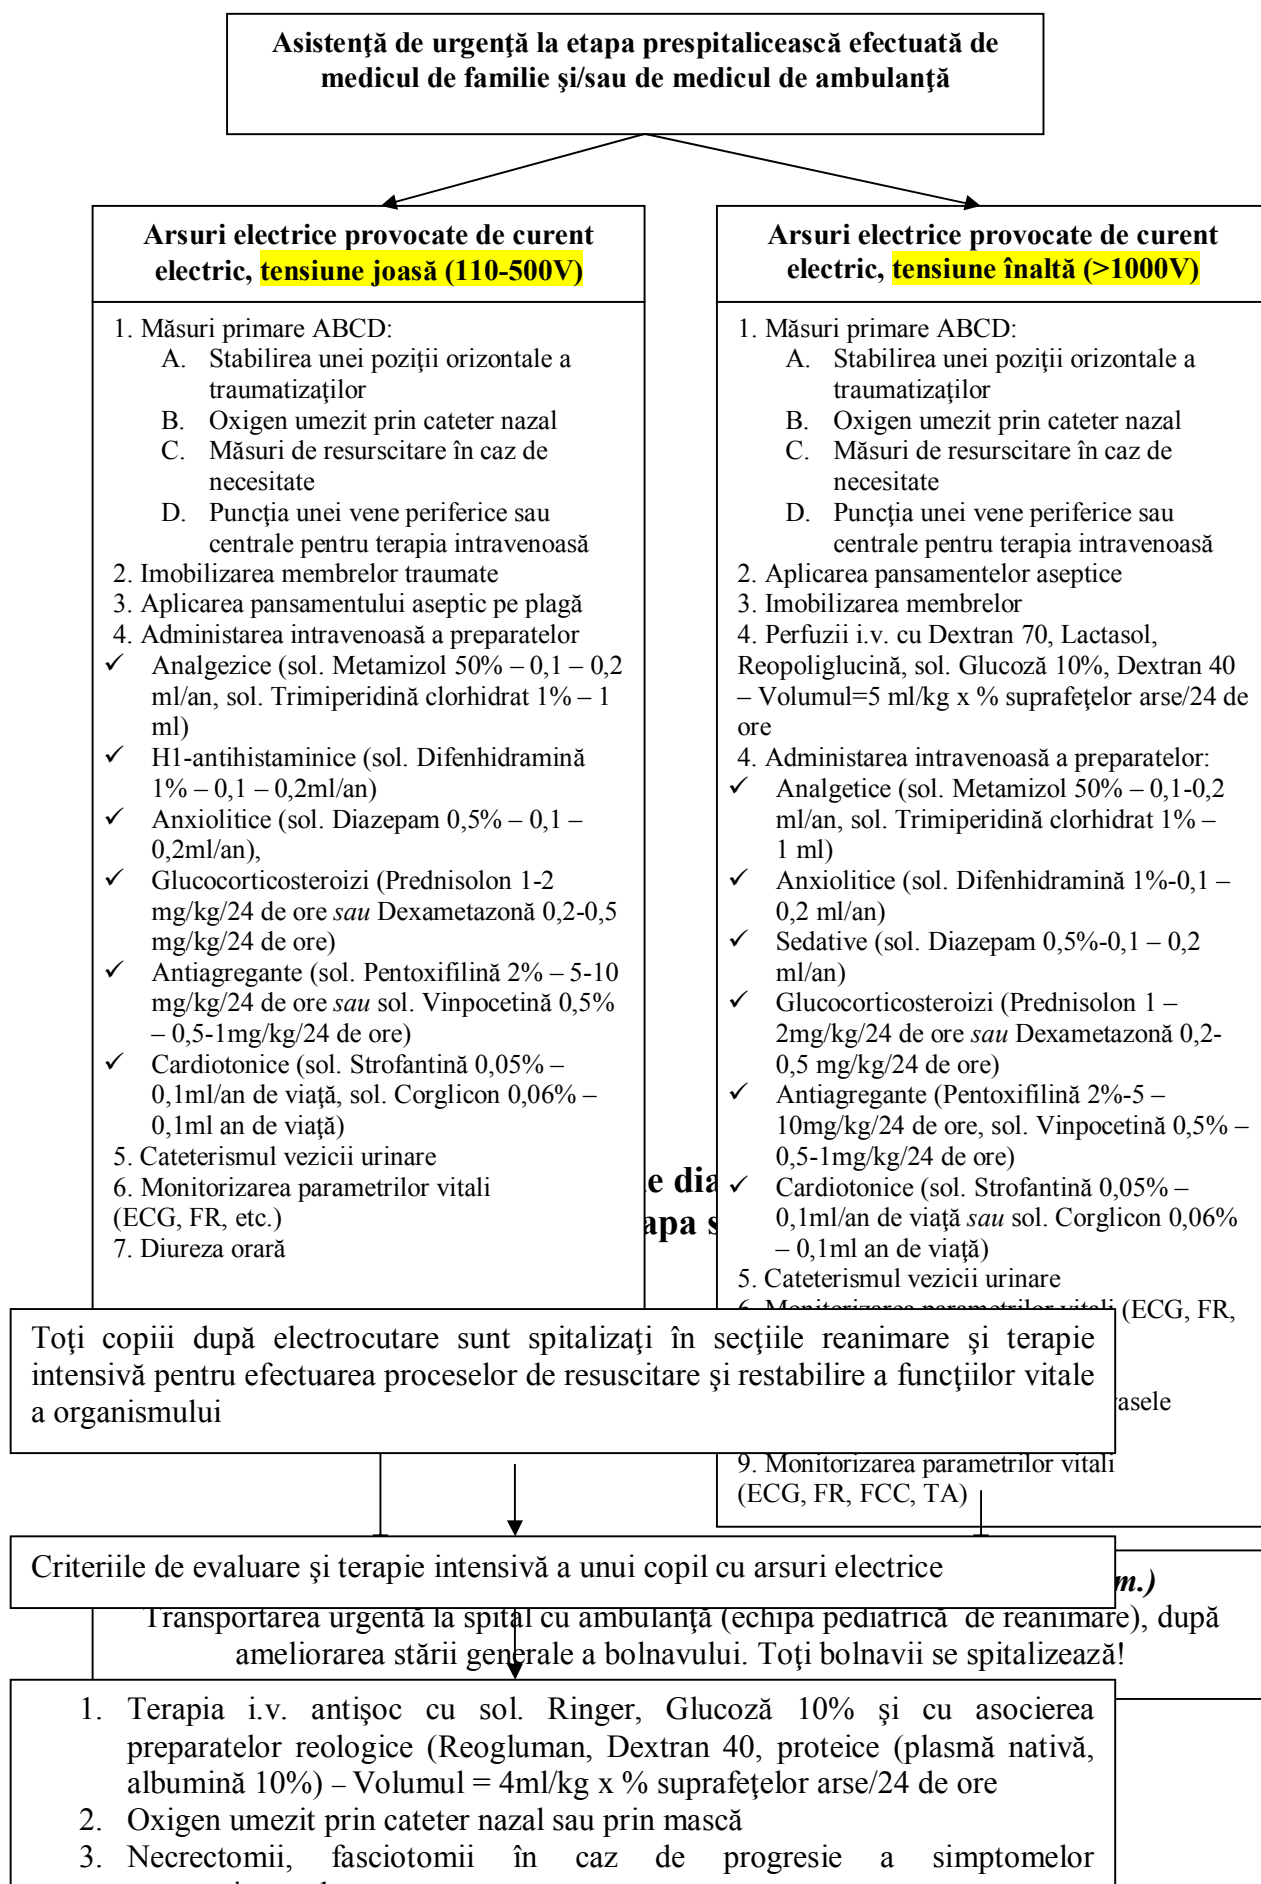 Asistenţă de urgenţă la etapa prespitalicească efectuată de
medicul de familie şi/sau de medicul de ambulanţă
Arsuri electrice provocate de curent
electric, tensiune joasă (110-500V)
1. Măsuri primare ABCD:
A. Stabilirea unei poziţii orizontale a
traumatizaţilor
B. Oxigen umezit prin cateter nazal
C. Măsuri de resurscitare în caz de
necesitate
D. Puncţia unei vene periferice sau
centrale pentru terapia intravenoasă
2. Imobilizarea membrelor traumate
3. Aplicarea pansamentului aseptic pe plagă
4. Administarea intravenoasă a preparatelor
✓ Analgezice (sol. Metamizol 50% – 0,1 – 0,2
ml/an, sol. Trimiperidină clorhidrat 1% – 1
ml)
✓ H1-antihistaminice (sol. Difenhidramină
1% – 0,1 – 0,2ml/an)
✓ Anxiolitice (sol. Diazepam 0,5% – 0,1 –
0,2ml/an),
✓ Glucocorticosteroizi (Prednisolon 1-2
mg/kg/24 de ore sau Dexametazonă 0,2-0,5
mg/kg/24 de ore)
✓ Antiagregante (sol. Pentoxifilină 2% – 5-10
mg/kg/24 de ore sau sol. Vinpocetină 0,5%
– 0,5-1mg/kg/24 de ore)
✓ Cardiotonice (sol. Strofantină 0,05% –
0,1ml/an de viaţă, sol. Corglicon 0,06% –
0,1ml an de viaţă)
5. Cateterismul vezicii urinare
6. Monitorizarea parametrilor vitali
(ECG, FR, etc.)
7. Diureza orară
Arsuri electrice provocate de curent
electric, tensiune înaltă (>1000V)
1. Măsuri primare ABCD:
A. Stabilirea unei poziţii orizontale a
traumatizaţilor
B. Oxigen umezit prin cateter nazal
C. Măsuri de resurscitare în caz de
necesitate
D. Puncţia unei vene periferice sau
centrale pentru terapia intravenoasă
2. Aplicarea pansamentelor aseptice
3. Imobilizarea membrelor
4. Perfuzii i.v. cu Dextran 70, Lactasol,
Reopoliglucină, sol. Glucoză 10%, Dextran 40
– Volumul=5 ml/kg x % suprafeţelor arse/24 de
ore
4. Administarea intravenoasă a preparatelor:
✓ Analgetice (sol. Metamizol 50% – 0,1-0,2
ml/an, sol. Trimiperidină clorhidrat 1% –
1 ml)
✓ Anxiolitice (sol. Difenhidramină 1%-0,1 –
0,2 ml/an)
✓ Sedative (sol. Diazepam 0,5%-0,1 – 0,2
ml/an)
✓ Glucocorticosteroizi (Prednisolon 1 –
2mg/kg/24 de ore sau Dexametazonă 0,2-
0,5 mg/kg/24 de ore)
✓ Antiagregante (Pentoxifilină 2%-5 –
10mg/kg/24 de ore, sol. Vinpocetină 0,5% –
0,5-1mg/kg/24 de ore)
✓ Cardiotonice (sol. Strofantină 0,05% –
0,1ml/an de viaţă sau sol. Corglicon 0,06%
– 0,1ml an de viaţă)
5. Cateterismul vezicii urinare
6. Monitorizarea parametrilor vitali (ECG, FR,
9. Monitorizarea parametrilor vitali
(ECG, FR, FCC, TA)
Toţi copiii după electrocutare sunt spitalizaţi în secţiile reanimare şi terapie
intensivă pentru efectuarea proceselor de resuscitare şi restabilire a funcţiilor vitale
a organismului
Criteriile de evaluare şi terapie intensivă a unui copil cu arsuri electrice
m.)
Transportarea urgentă la spital cu ambulanţă (echipa pediatrică de reanimare), după
ameliorarea stării generale a bolnavului. Toţi bolnavii se spitalizează!
1. Terapia i.v. antişoc cu sol. Ringer, Glucoză 10% şi cu asocierea
preparatelor reologice (Reogluman, Dextran 40, proteice (plasmă nativă,
albumină 10%) – Volumul = 4ml/kg x % suprafeţelor arse/24 de ore
2. Oxigen umezit prin cateter nazal sau prin mască
3. Necrectomii, fasciotomii în caz de progresie a simptomelor